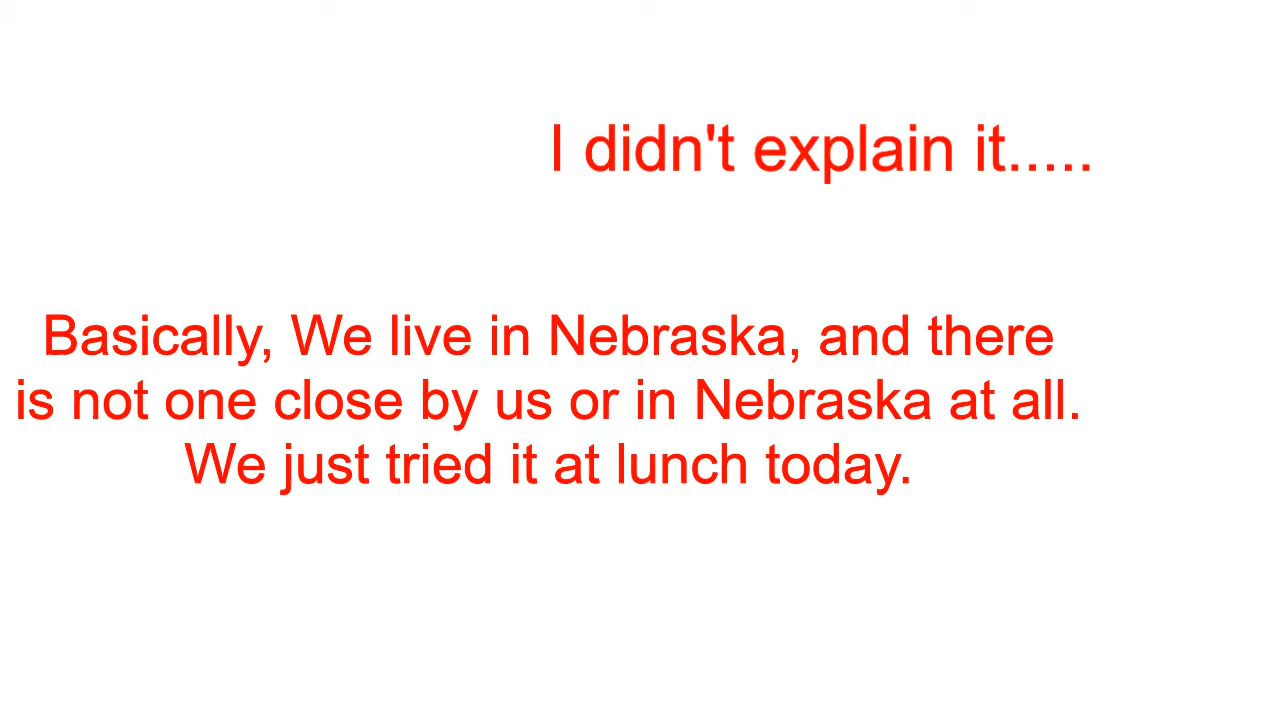 I didn't explain it.....
Basically, We live in Nebraska, and there
is not one close by us or in Nebraska at all.
We just tried it at lunch today.